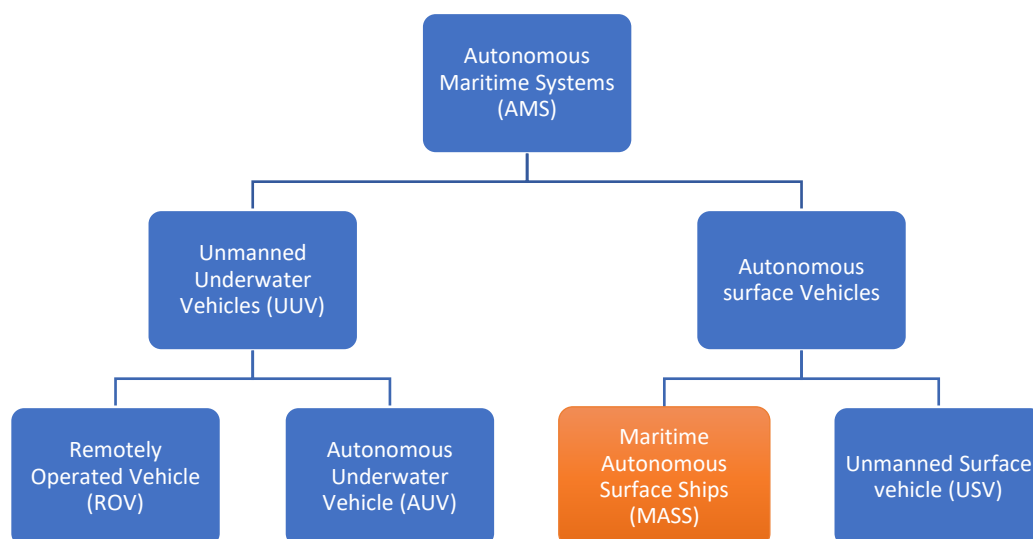 Autonomous
Maritime Systems
(AMS)
Unmanned
Underwater
Vehicles (UUV)
Autonomous
surface Vehicles
Remotely
Operated Vehicle
(ROV)
Autonomous
Underwater
Vehicle (AUV)
Maritime
Autonomous
Surface Ships
(MASS)
Unmanned Surface
vehicle (USV)